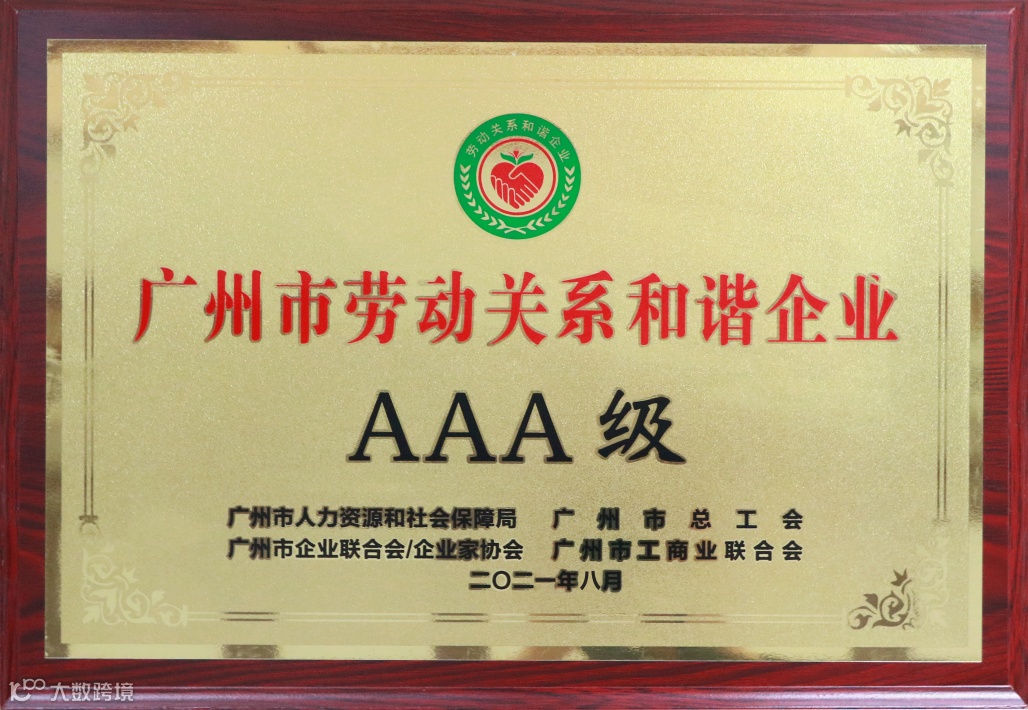 劳动关系和谐企业
广州市劳动关系和谐企业
AAA级
广州市人力资源和社会保障局 广州市总工会
广州市企业联合会/企业家协会 广州市工商业联合会
二〇二一年八月
大数跨境